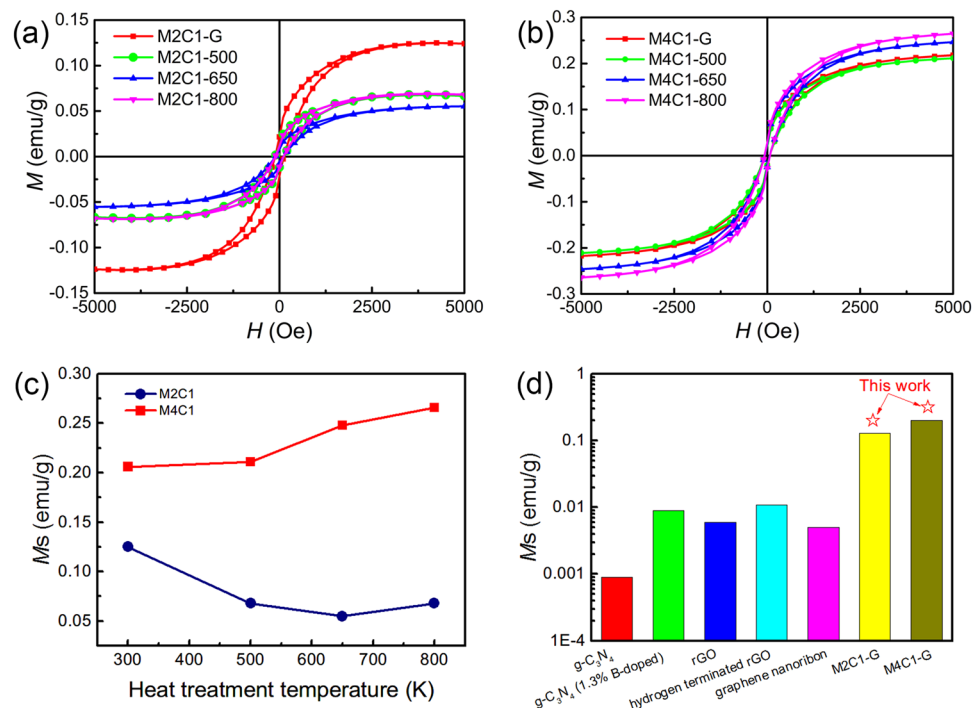 (a)
M2C1-G
M2C1-500
M2C1-650
M2C1-800
0.15
0.10
0.05
0.00
-0.05
-0.10
-0.15
M (emu/g)
-5000 -2500 0 2500 5000
H (Oe)
(b)
M4C1-G
M4C1-500
M4C1-650
M4C1-800
0.3
0.2
0.1
0.0
-0.1
-0.2
-0.3
M (emu/g)
-5000 -2500 0 2500 5000
H (Oe)
(c)
M2C1
M4C1
0.30
0.25
0.20
0.15
0.10
0.05
Ms (emu/g)
300 400 500 600 700 800
Heat treatment temperature (K)
(d)
This work
1
0.1
0.01
0.001
1E-4
Ms (emu/g)
g-C₃N₄
g-C₃N₄ (1.3% B-doped)
rGO
hydrogen terminated rGO
graphene nanoribon
M2C1-G
M4C1-G